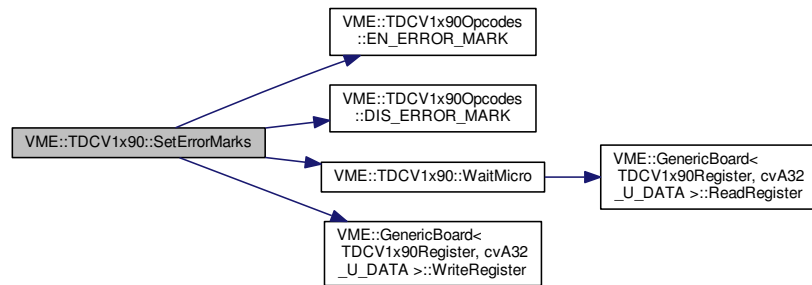 VME::TDCV1x90Opcodes
::EN_ERROR_MARK
VME::TDCV1x90Opcodes
::DIS_ERROR_MARK
VME::TDCV1x90::SetErrorMarks
VME::TDCV1x90::WaitMicro
VME::GenericBoard<
TDCV1x90Register, cvA32
_U_DATA >::ReadRegister
VME::GenericBoard<
TDCV1x90Register, cvA32
_U_DATA >::WriteRegister